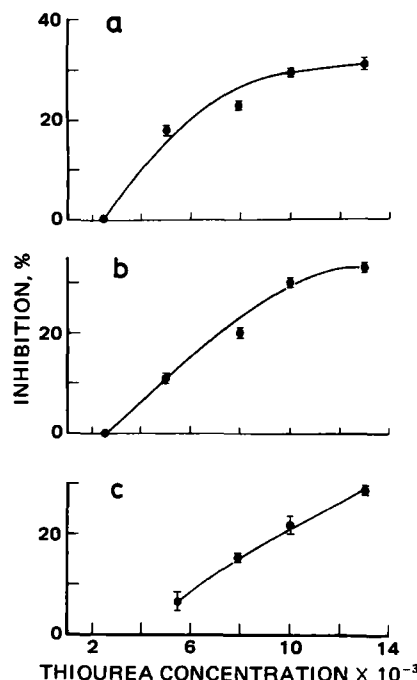 a
40
20
0
b
20
0
c
20
0
INHIBITION, %
2 6 10 14
THIOUREA CONCENTRATION × 10⁻³